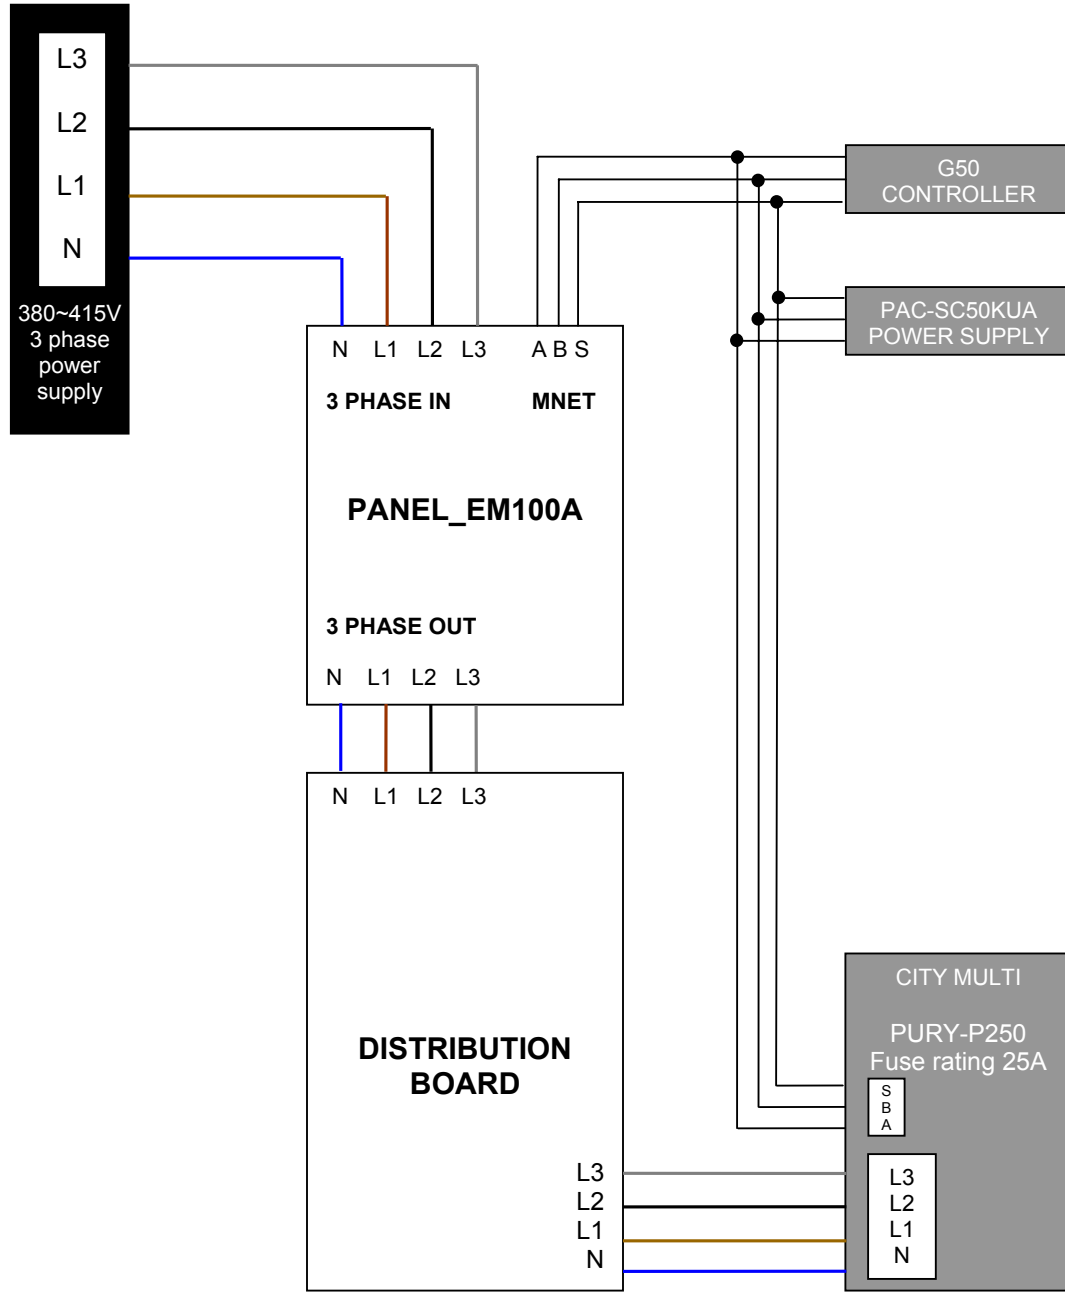 L3
L2
L1
N
380~415V
3 phase
power
supply
G50
CONTROLLER
PAC-SC50KUA
POWER SUPPLY
N L1 L2 L3 A B S
3 PHASE IN MNET
PANEL_EM100A
3 PHASE OUT
N L1 L2 L3
N L1 L2 L3
DISTRIBUTION
BOARD
L3
L2
L1
N
CITY MULTI
PURY-P250
Fuse rating 25A
S
B
A
L3
L2
L1
N